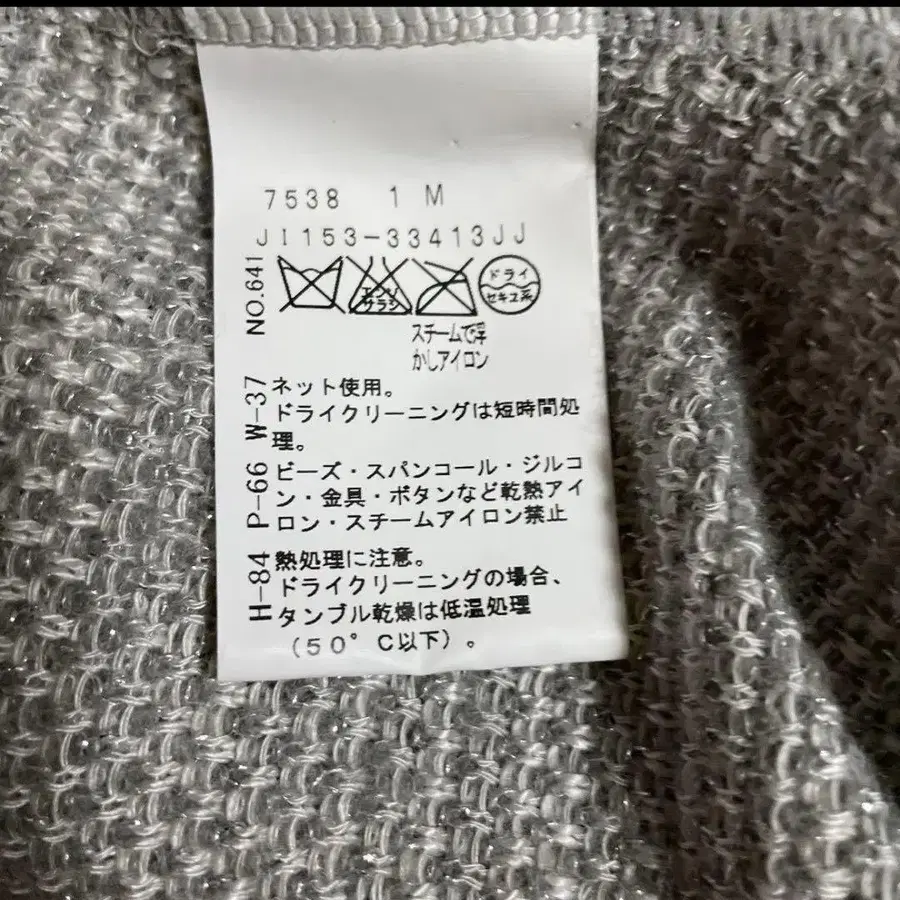 7538 1 M
JI153-33413JJ
エンソ
サラシ
ドライ
セキユ系
スチームで浮
かしアイロン
ネット使用。
ドライクリーニングは短時間処
理。
ビーズ・スパンコール・ジルコ
ン・金具・ボタンなど乾熱アイ
ロン・スチームアイロン禁止
熱処理に注意。
ドライクリーニングの場合、
タンブル乾燥は低温処理
(50°C以下)。
H-84 P-66 W-37 NO.641